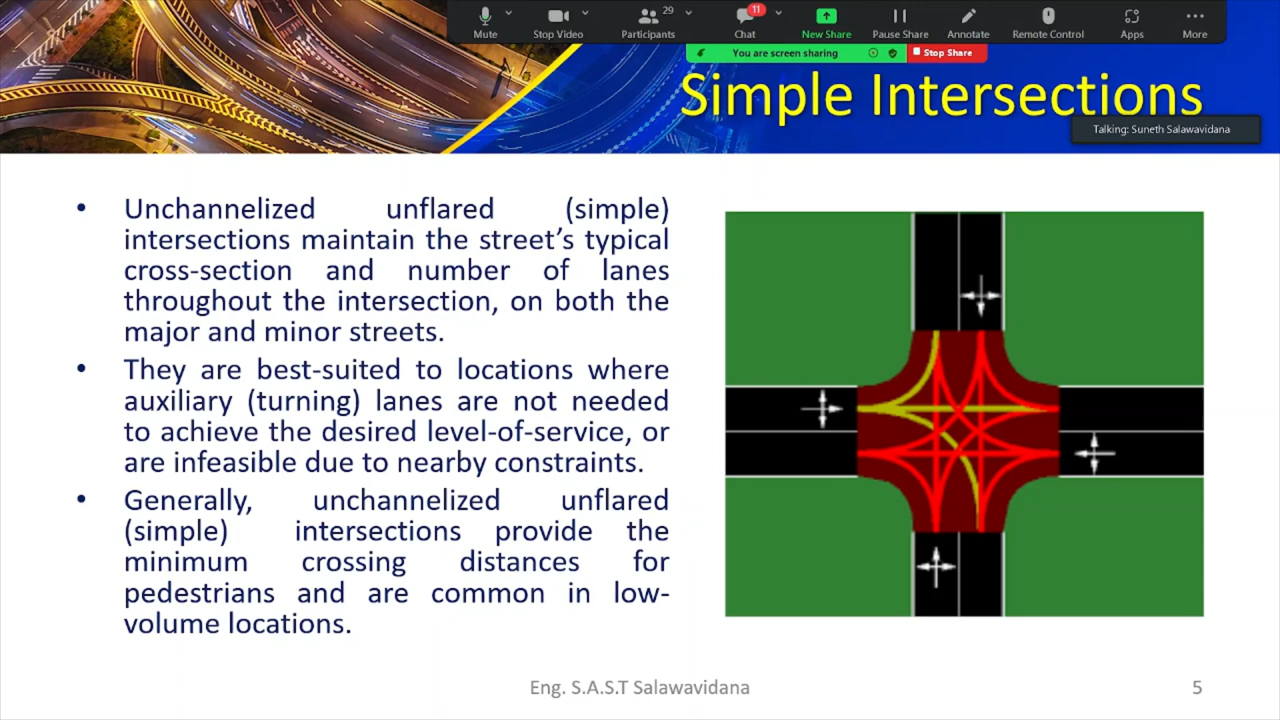 Mute
Stop Video
Participants
29
Chat
11
New Share
Pause Share
Annotate
Remote Control
Apps
More
You are screen sharing
Stop Share
Simple Intersections
Talking: Suneth Salawavidana
• Unchannelized unflared (simple)
intersections maintain the street’s typical
cross-section and number of lanes
throughout the intersection, on both the
major and minor streets.
• They are best-suited to locations where
auxiliary (turning) lanes are not needed
to achieve the desired level-of-service, or
are infeasible due to nearby constraints.
• Generally, unchannelized unflared
(simple) intersections provide the
minimum crossing distances for
pedestrians and are common in low-
volume locations.
Eng. S.A.S.T Salawavidana
5